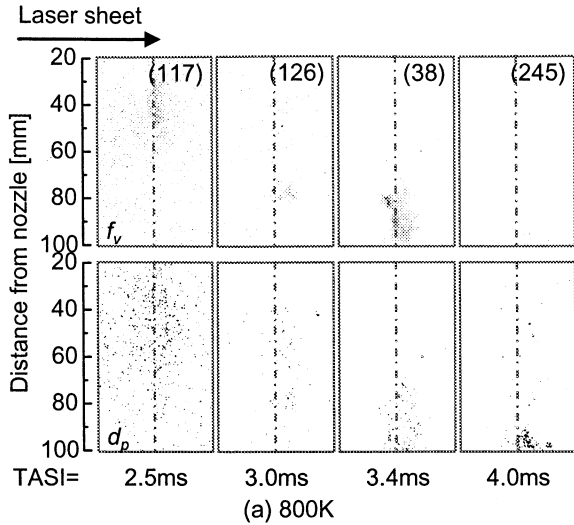 Laser sheet
(117) (126) (38) (245)
Distance from nozzle [mm]
20
40
60
80
100
f_v
20
40
60
80
100
d_p
TASI= 2.5ms 3.0ms 3.4ms 4.0ms
(a) 800K